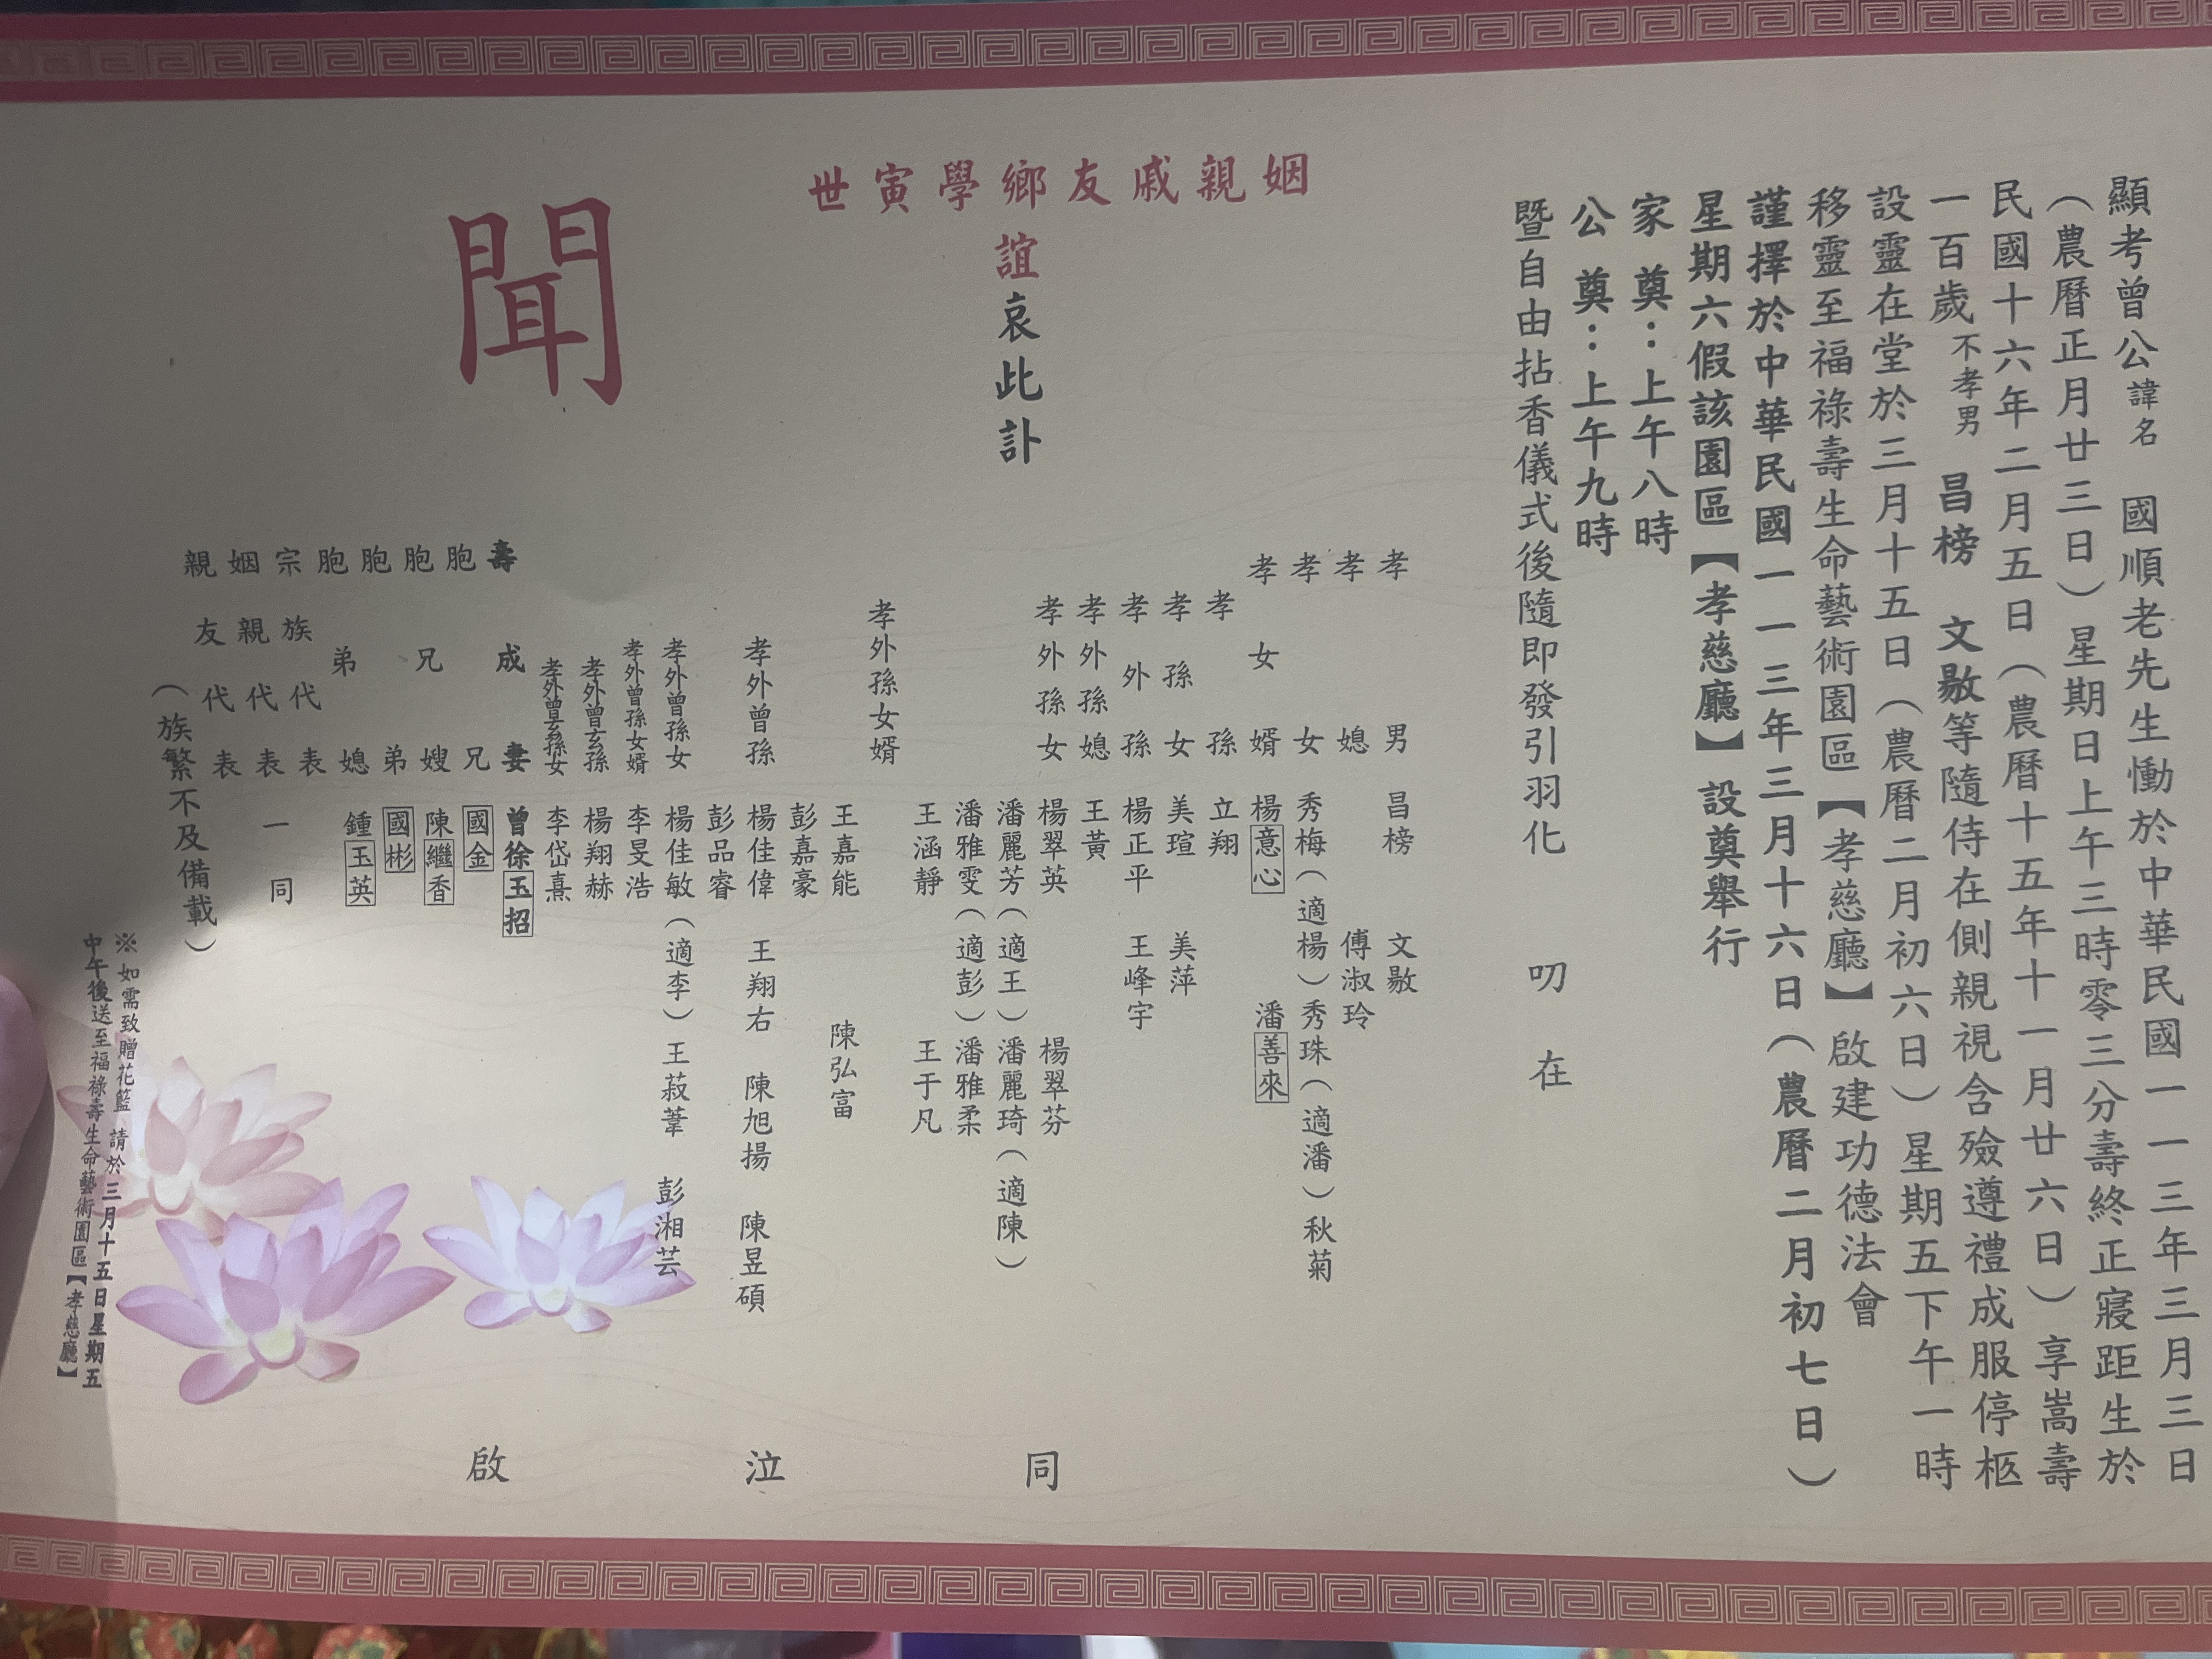 顯考曾公諱名　國順老先生慟於中華民國一一三年三月三日
（農曆正月廿三日）星期日上午三時零三分壽終正寢距生於
民國十六年二月五日（農曆十五年十一月廿六日）享嵩壽
一百歲不孝男　昌榜　文敭等隨侍在側親視含殮遵禮成服停柩
設靈在堂於三月十五日（農曆二月初六日）星期五下午一時
移靈至福祿壽生命藝術園區【孝慈廳】啟建功德法會
謹擇於中華民國一一三年三月十六日（農曆二月初七日）
星期六假該園區【孝慈廳】設奠舉行
家奠：上午八時
公奠：上午九時
暨自由拈香儀式後隨即發引羽化　叨在
姻親戚友鄉學寅世
誼哀此訃
聞
孝男　昌榜　文敭
孝媳　傅淑玲
孝女　秀梅（適楊）秀珠（適潘）秋菊
孝女婿　楊意心　潘善來
孝孫　立翔
孝孫女　美瑄　美萍
孝外孫　楊正平　王峰宇
孝外孫媳　王黃
孝外孫女　楊翠英　楊翠芬
潘麗芳（適王）潘麗琦（適陳）
潘雅雯（適彭）潘雅柔
王涵靜　王于凡
孝外孫女婿　王嘉能　陳弘富
彭嘉豪
孝外曾孫　楊佳偉　王翔右　陳旭揚　陳昱碩
彭品睿
孝外曾孫女　楊佳敏（適李）王菽葦　彭湘芸
孝外曾孫女婿　李旻浩
孝外曾玄孫　楊翔赫
孝外曾玄孫女　李岱熹
壽成妻　曾徐玉招
胞兄　國金
胞兄嫂　陳繼香
胞弟　國彬
胞弟媳　鍾玉英
宗族代表
姻親代表　一同
親友代表
（族繁不及備載）
同泣啟
※如需致贈花籃　請於三月十五日星期五
中午後送至福祿壽生命藝術園區【孝慈廳】